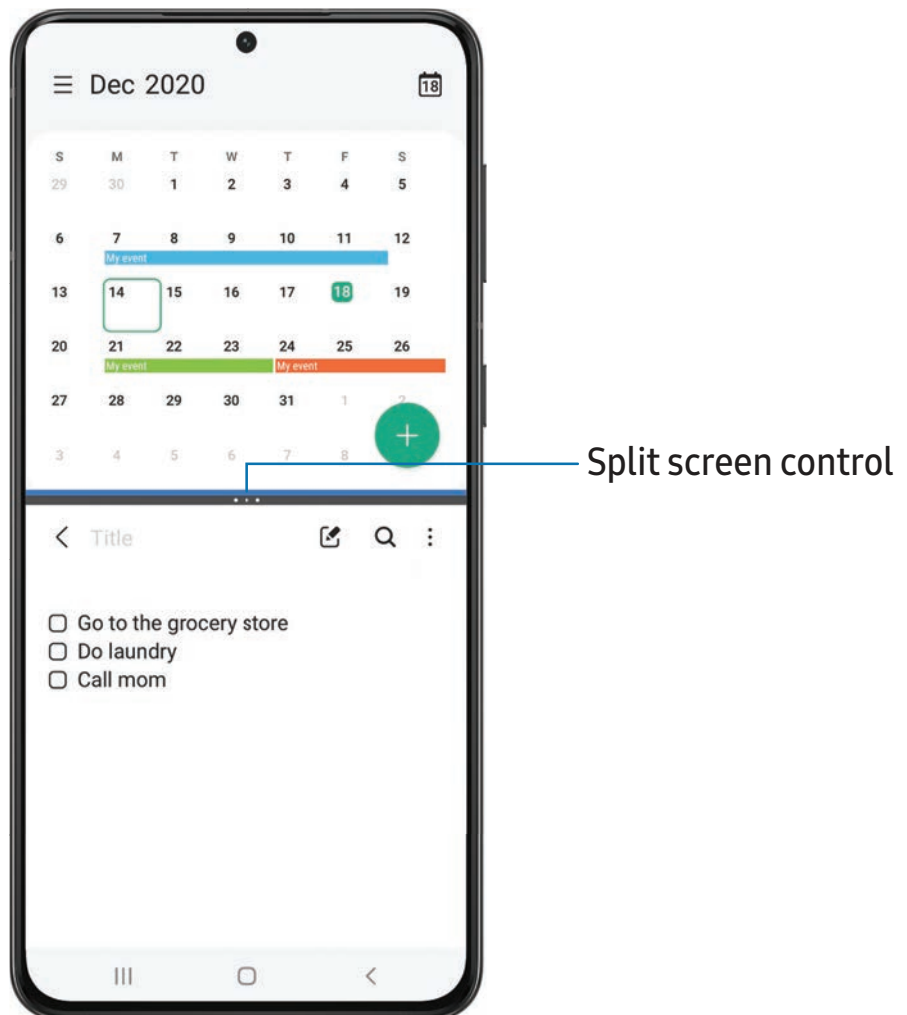 Dec 2020
18
S M T W T F S
29 30 1 2 3 4 5
6 7 8 9 10 11 12
My event
13 14 15 16 17 18 19
20 21 22 23 24 25 26
My event My event
27 28 29 30 31 1 2
3 4 5 6 7 8
Split screen control
Title
Go to the grocery store
Do laundry
Call mom